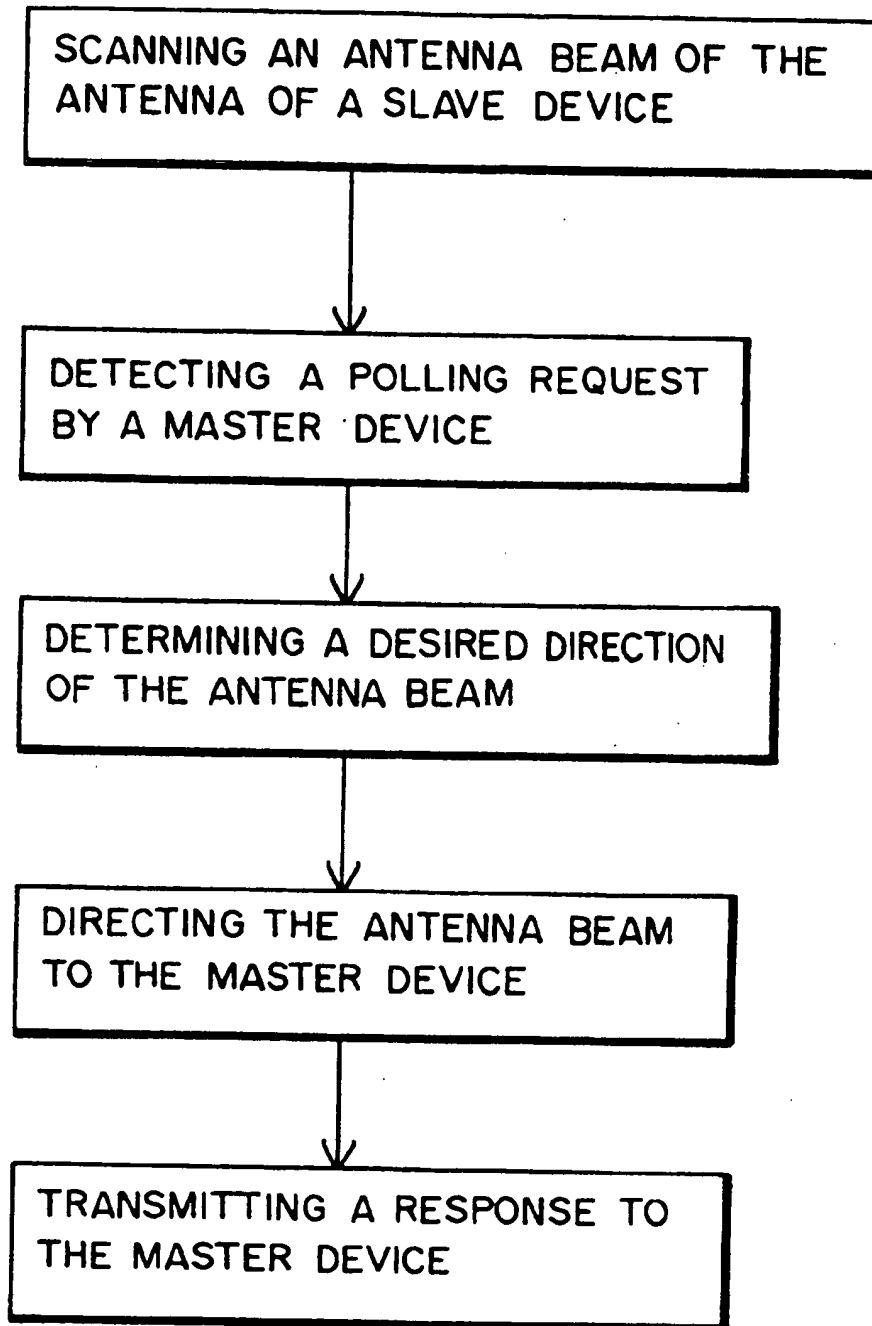 SCANNING AN ANTENNA BEAM OF THE
ANTENNA OF A SLAVE DEVICE
DETECTING A POLLING REQUEST
BY A MASTER DEVICE
DETERMINING A DESIRED DIRECTION
OF THE ANTENNA BEAM
DIRECTING THE ANTENNA BEAM
TO THE MASTER DEVICE
TRANSMITTING A RESPONSE TO
THE MASTER DEVICE